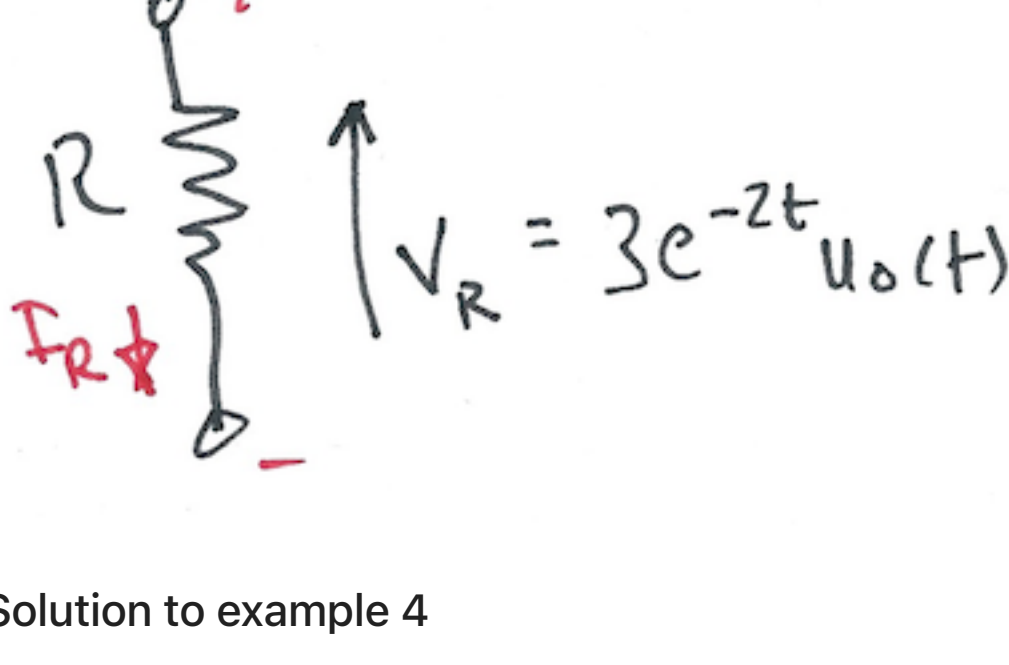 R
V_R = 3e^{-2t} u_0(t)
I_R
-
Solution to example 4